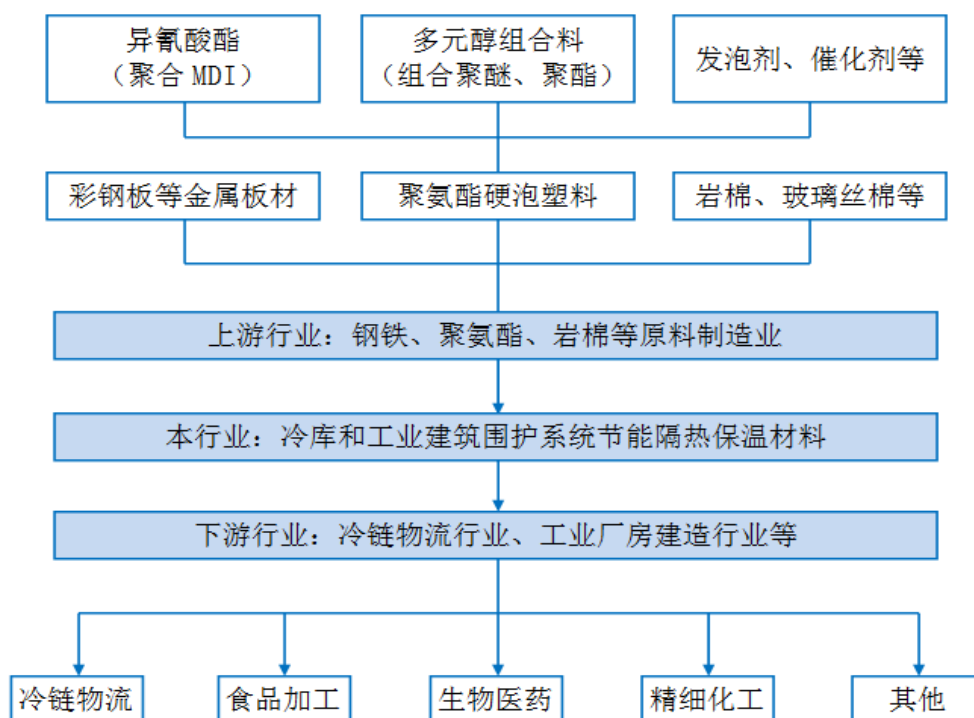 异氰酸酯
（聚合 MDI）
多元醇组合料
（组合聚醚、聚酯）
发泡剂、催化剂等
彩钢板等金属板材
聚氨酯硬泡塑料
岩棉、玻璃丝棉等
上游行业：钢铁、聚氨酯、岩棉等原料制造业
本行业：冷库和工业建筑围护系统节能隔热保温材料
下游行业：冷链物流行业、工业厂房建造行业等
冷链物流
食品加工
生物医药
精细化工
其他